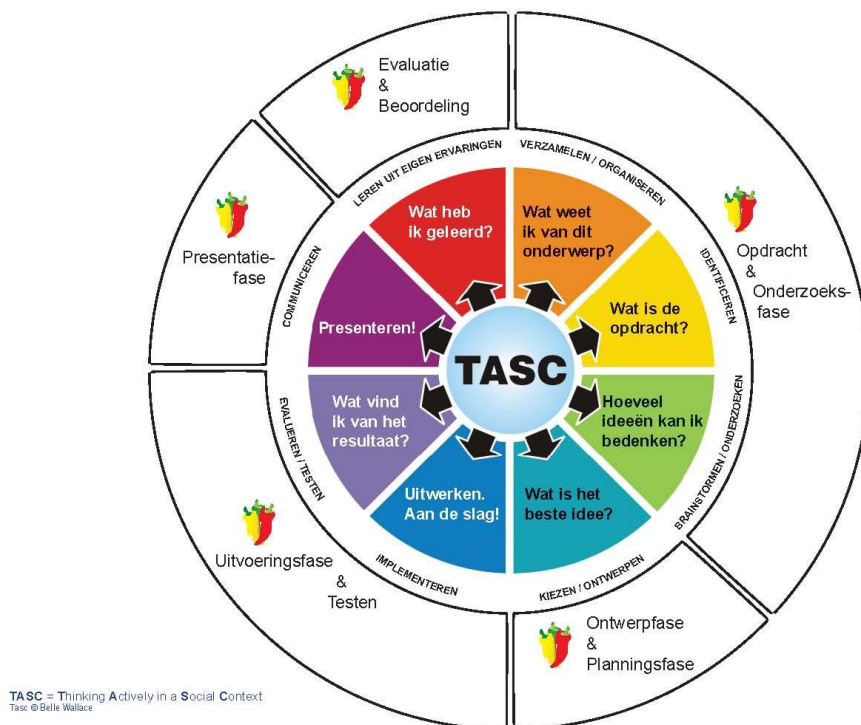 Evaluatie
&
Beoordeling
Presentatie-
fase
Opdracht
&
Onderzoeks-
fase
Uitvoeringsfase
&
Testen
Ontwerpfase
&
Planningsfase
LEREN UIT EIGEN ERVARINGEN
VERZAMELEN / ORGANISEREN
IDENTIFICEREN
BRAINSTORMEN / ONDERZOEKEN
KIEZEN / ONTWERPEN
IMPLEMENTEREN
EVALUEREN / TESTEN
COMMUNICEREN
Wat heb
ik geleerd?
Wat weet
ik van dit
onderwerp?
Wat is de
opdracht?
Hoeveel
ideeën kan ik
bedenken?
Wat is het
beste idee?
Uitwerken.
Aan de slag!
Wat vind
ik van het
resultaat?
Presenteren!
TASC
TASC = Thinking Actively in a Social Context
Tasc © Belle Wallace